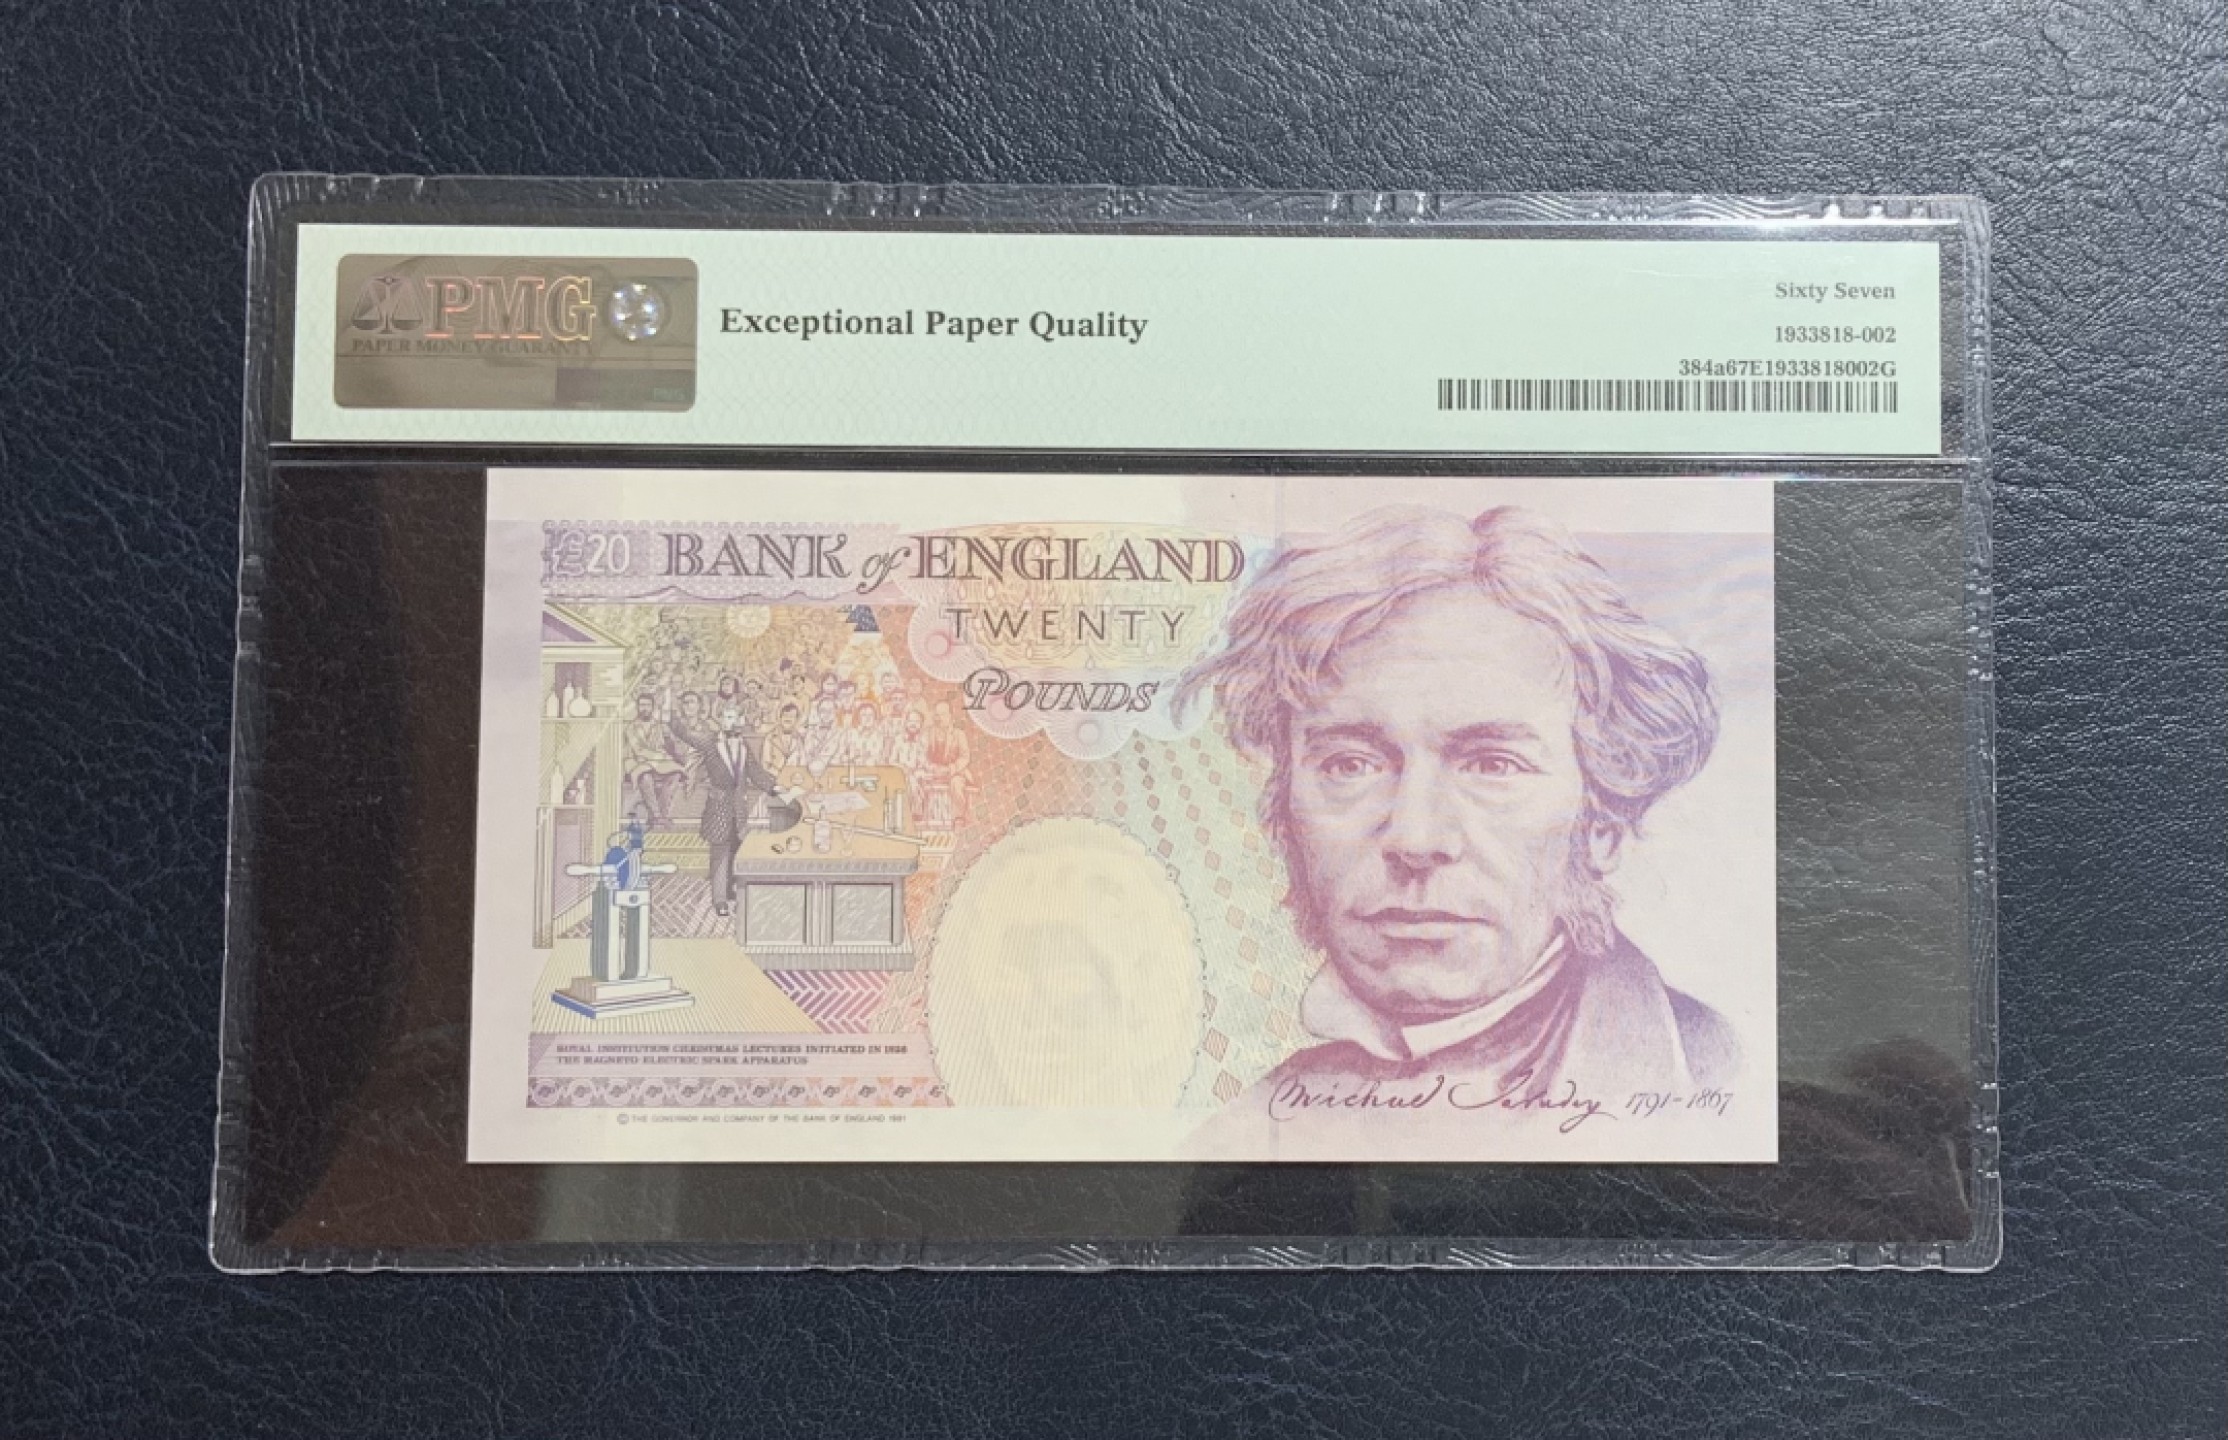 PMG
PAPER MONEY GUARANTY
Exceptional Paper Quality
Sixty Seven
1933818-002
384a67E1933818002G
£20 BANK of ENGLAND
TWENTY
POUNDS
ROYAL INSTITUTION CHRISTMAS LECTURES INITIATED IN 1826
THE MAGNETO ELECTRIC SPARK APPARATUS
Michael Faraday 1791-1867
© THE GOVERNOR AND COMPANY OF THE BANK OF ENGLAND 1991